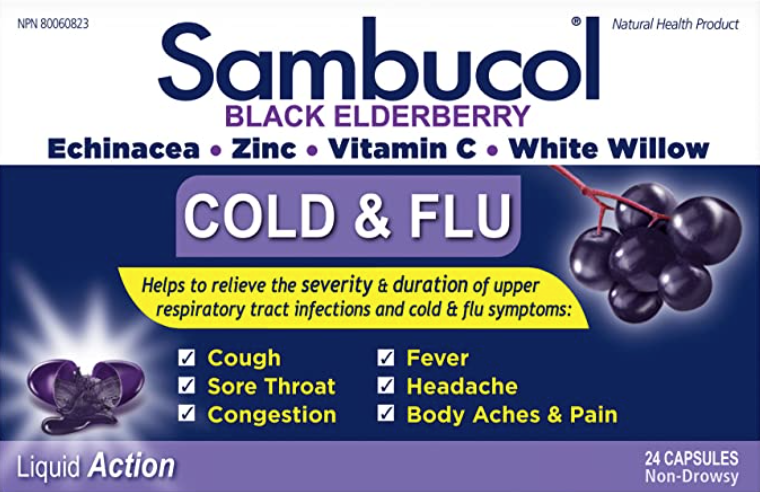 NPN 80060823
Natural Health Product
Sambucol®
BLACK ELDERBERRY
Echinacea • Zinc • Vitamin C • White Willow
COLD & FLU
Helps to relieve the severity & duration of upper
respiratory tract infections and cold & flu symptoms:
☑ Cough ☑ Fever
☑ Sore Throat ☑ Headache
☑ Congestion ☑ Body Aches & Pain
Liquid Action
24 CAPSULES
Non-Drowsy